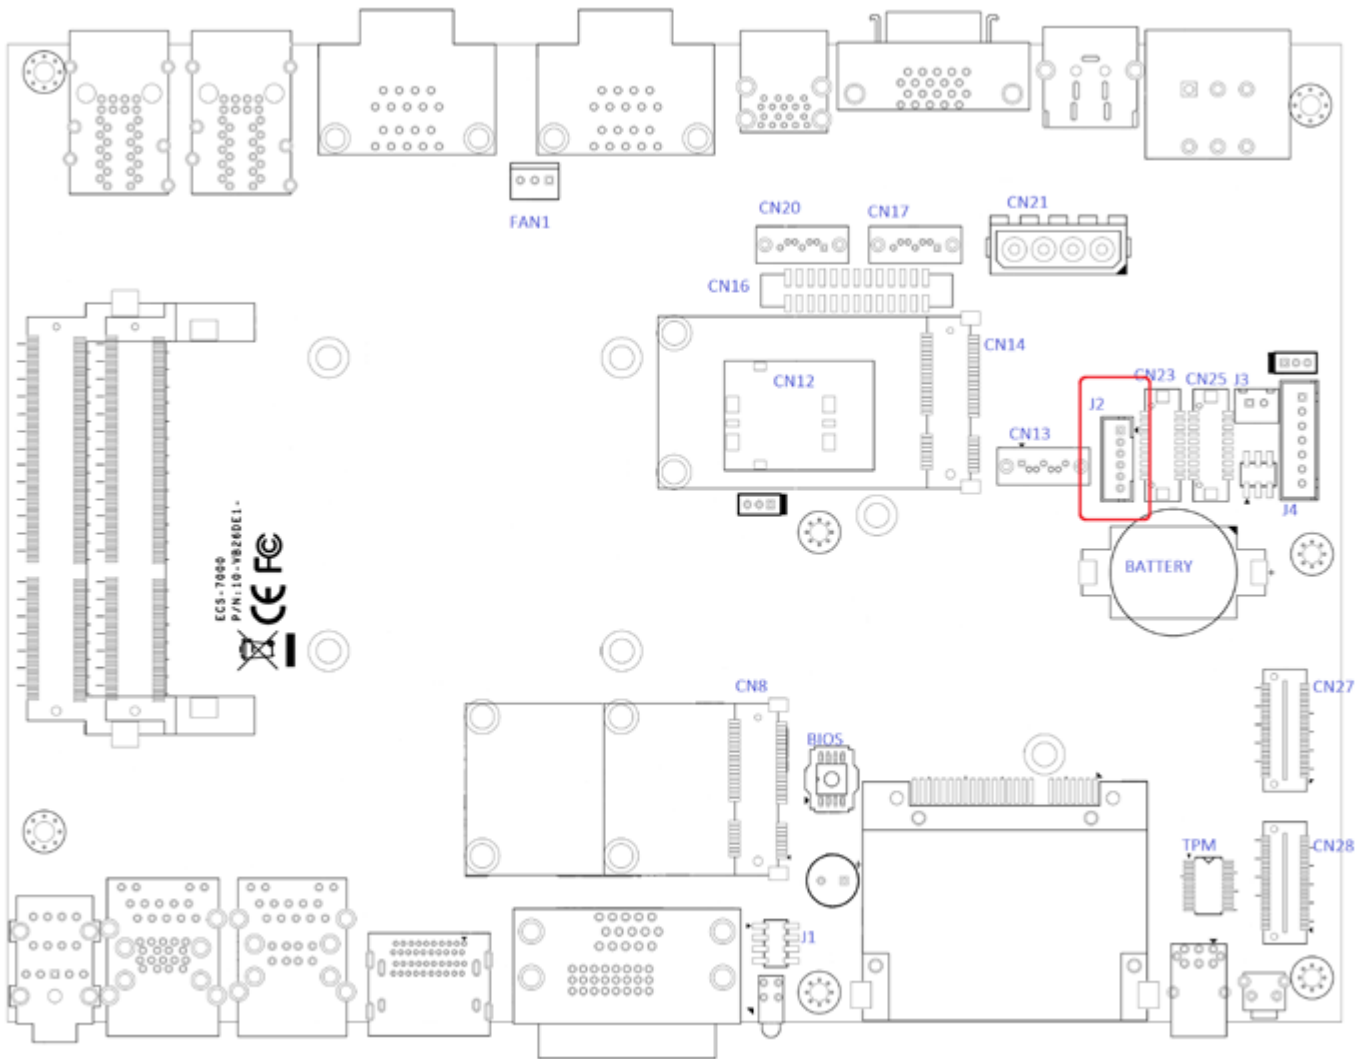 FAN1
CN20
CN17
CN21
CN16
CN14
CN12
CN23
CN25
J3
J2
CN13
J4
ECS-7000
P/N:10-VB26DE1-
CE FC
BATTERY
CN8
CN27
BIOS
TPM
CN28
J1